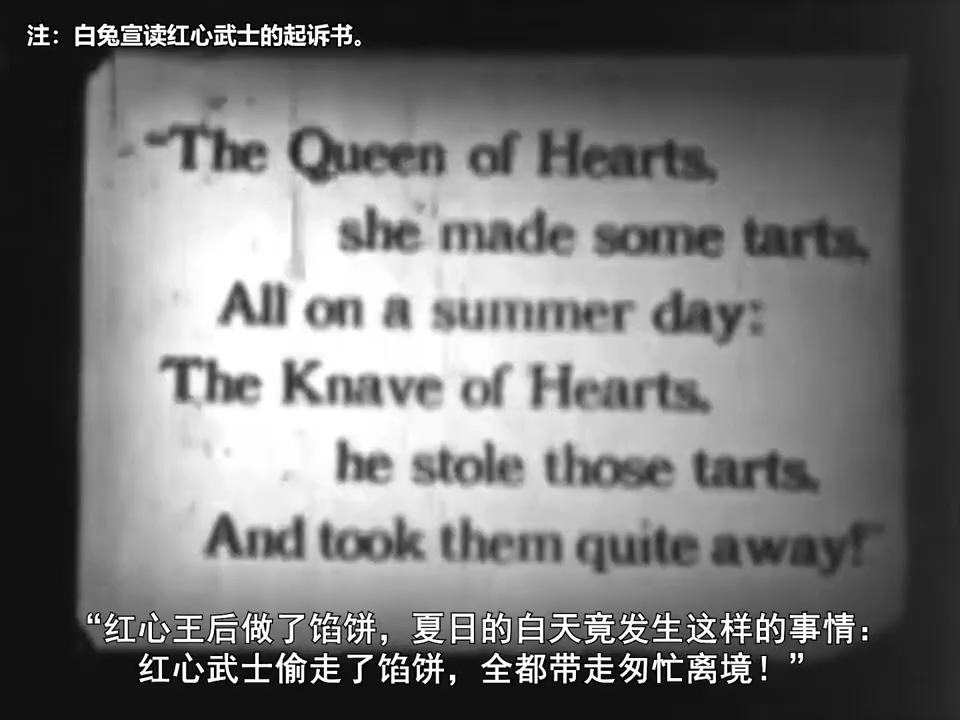 注：白兔宣读红心武士的起诉书。
“The Queen of Hearts,
she made some tarts,
All on a summer day:
The Knave of Hearts,
he stole those tarts,
And took them quite away!”
“红心王后做了馅饼，夏日的白天竟发生这样的事情：
红心武士偷走了馅饼，全都带走匆忙离境！”